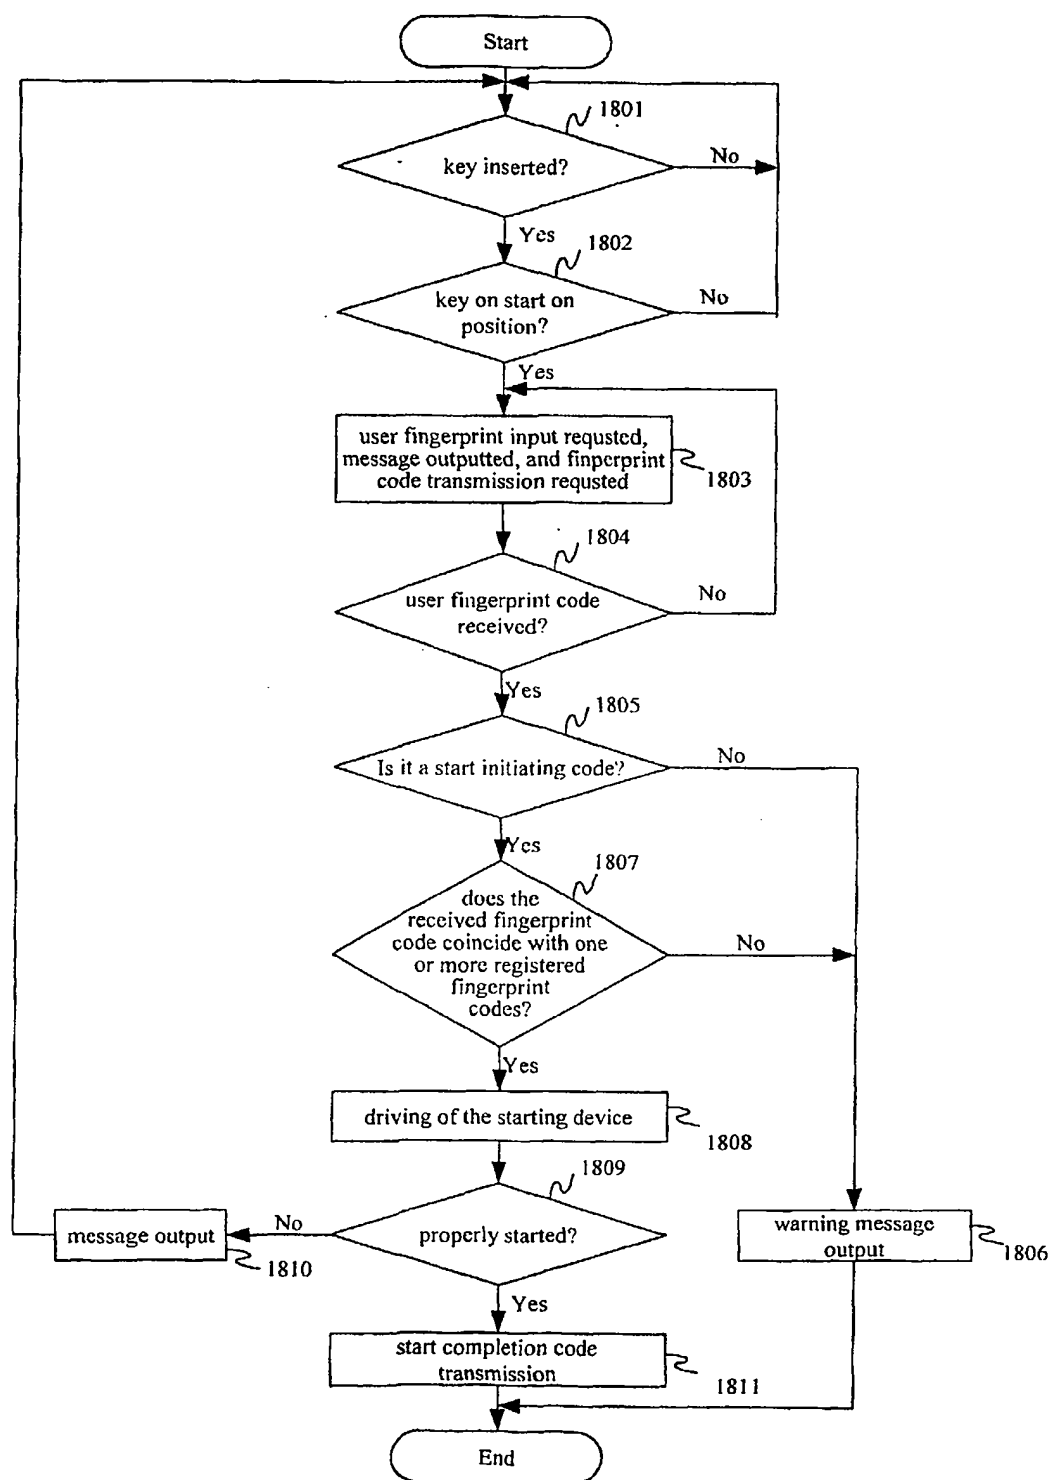 Start
1801
key inserted?
No
Yes
1802
key on start on
position?
No
Yes
user fingerprint input requsted,
message outputted, and finperprint
code transmission requsted
1803
1804
user fingerprint code
received?
No
Yes
1805
Is it a start initiating code?
No
Yes
1807
does the
received fingerprint
code coincide with one
or more registered
fingerprint
codes?
No
Yes
driving of the starting device
1808
1809
properly started?
No
message output
1810
warning message
output
1806
Yes
start completion code
transmission
1811
End